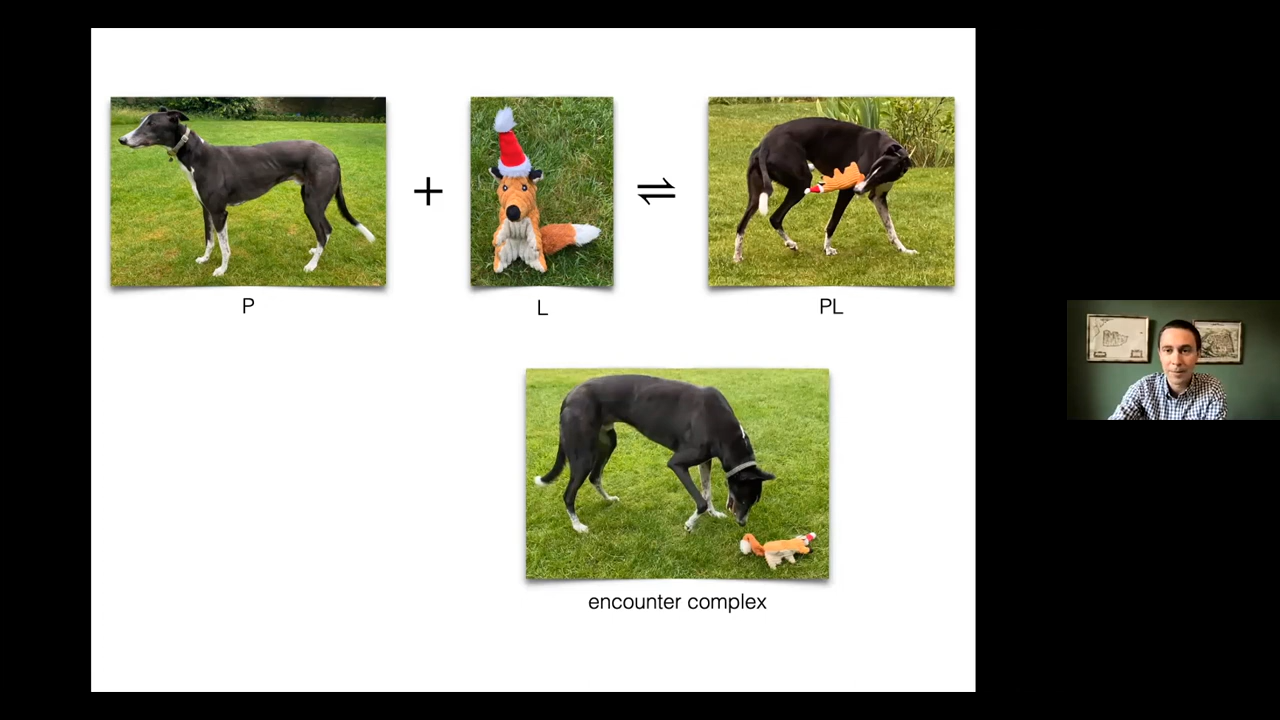 +
⇌
P
L
PL
encounter complex